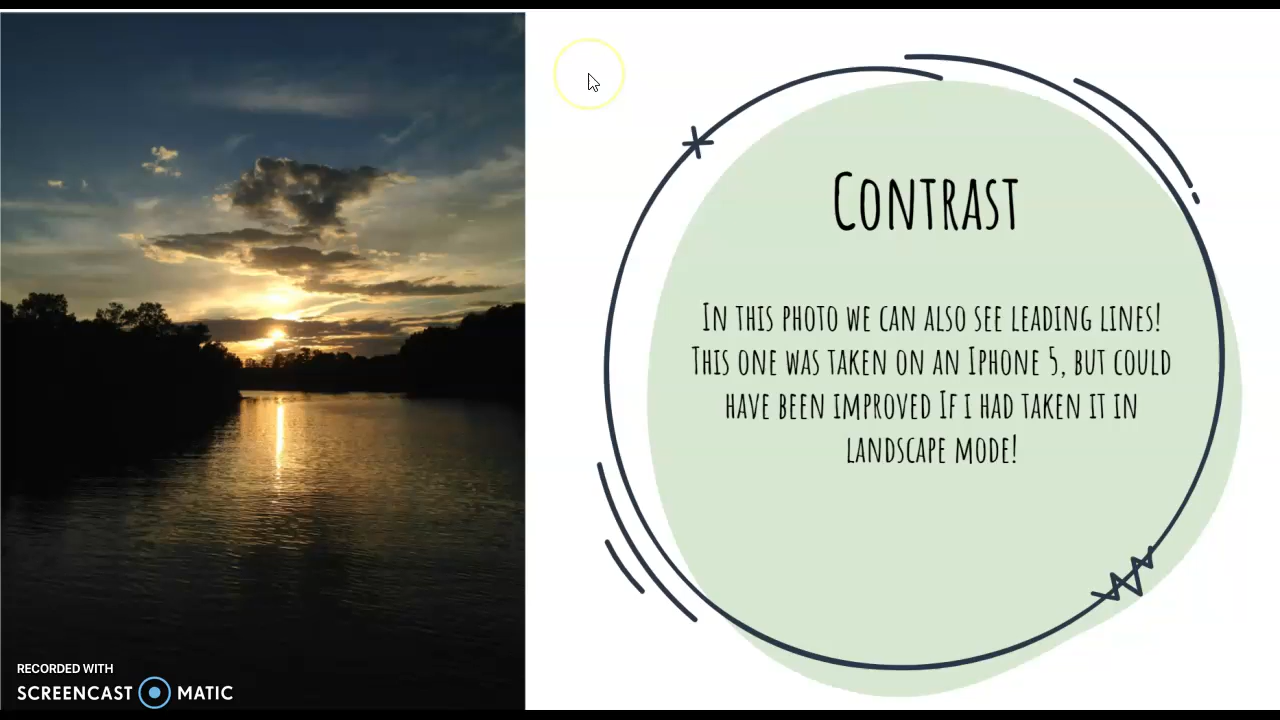 Contrast
In this photo we can also see leading lines!
This one was taken on an Iphone 5, but could
have been improved If i had taken it in
landscape mode!
RECORDED WITH
SCREENCAST MATIC